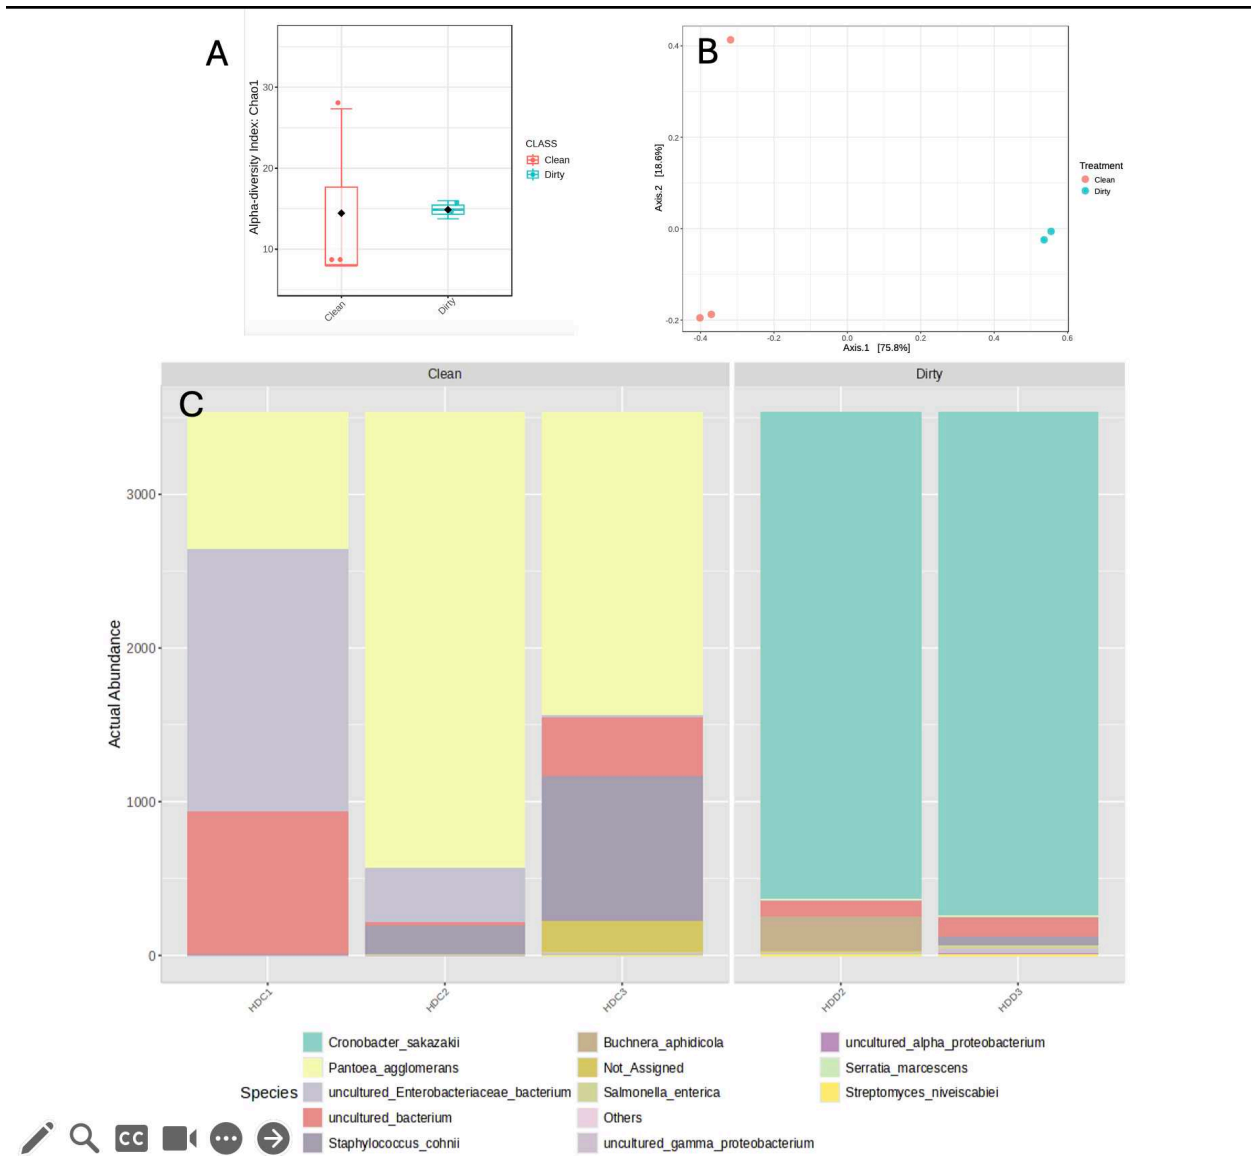 A
Alpha-diversity Index: Chao1
30
20
10
Clean
Dirty
CLASS
Clean
Dirty
B
Axis.2 [18.6%]
0.4
0.2
0.0
-0.2
-0.4
-0.2
0.0
0.2
0.4
0.6
Axis.1 [75.8%]
Treatment
Clean
Dirty
Clean
Dirty
C
Actual Abundance
3000
2000
1000
0
HDC1
HDC2
HDC3
HDD2
HDD3
Species
Cronobacter_sakazakii
Pantoea_agglomerans
uncultured_Enterobacteriaceae_bacterium
uncultured_bacterium
Staphylococcus_cohnii
Buchnera_aphidicola
Not_Assigned
Salmonella_enterica
Others
uncultured_gamma_proteobacterium
uncultured_alpha_proteobacterium
Serratia_marcescens
Streptomyces_niveiscabiei
CC